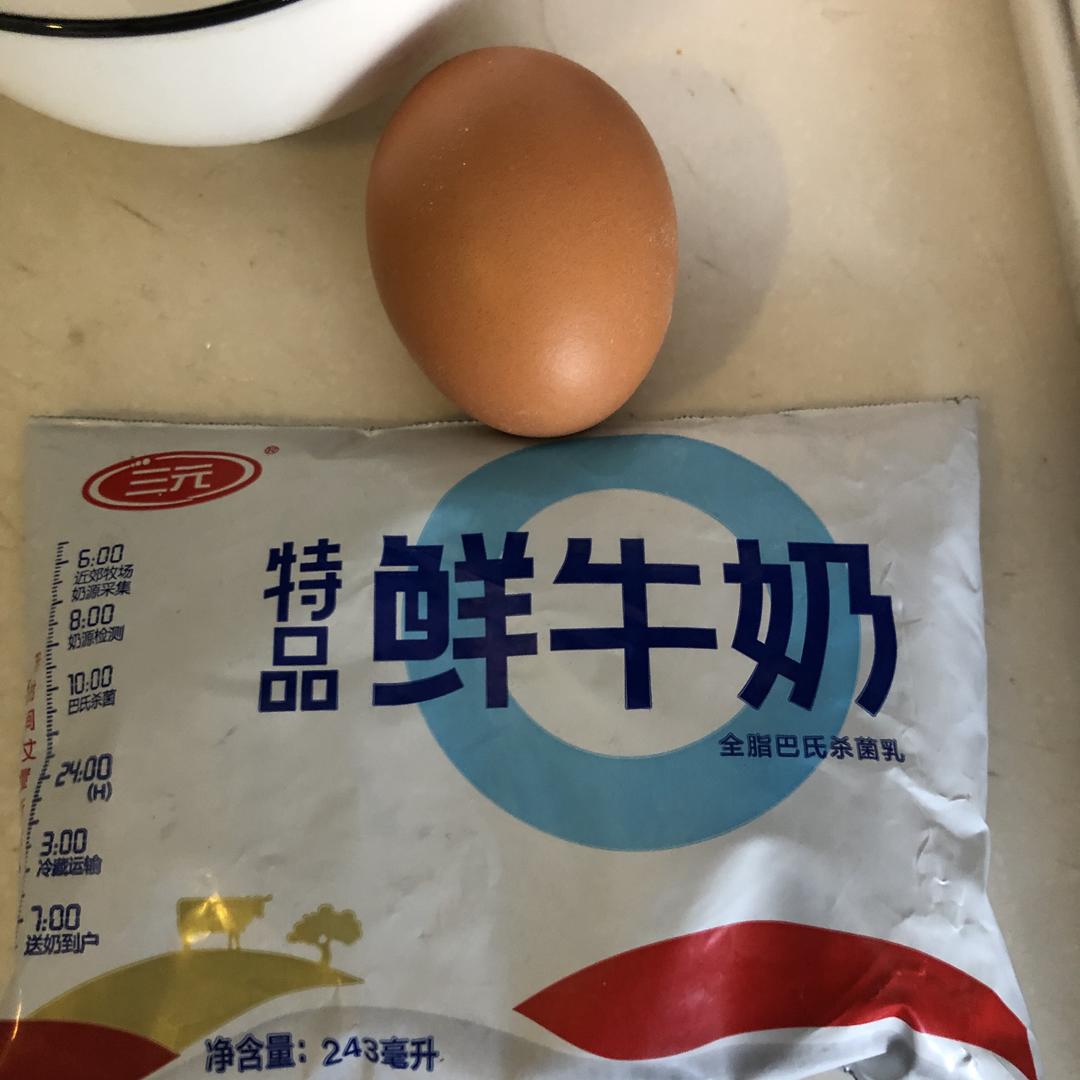 三元®
6:00
近郊牧场
奶源采集
8:00
奶源检测
10:00
巴氏杀菌
24:00
(H)
3:00
冷藏运输
7:00
送奶到户
特品
鲜牛奶
全脂巴氏杀菌乳
净含量：243毫升